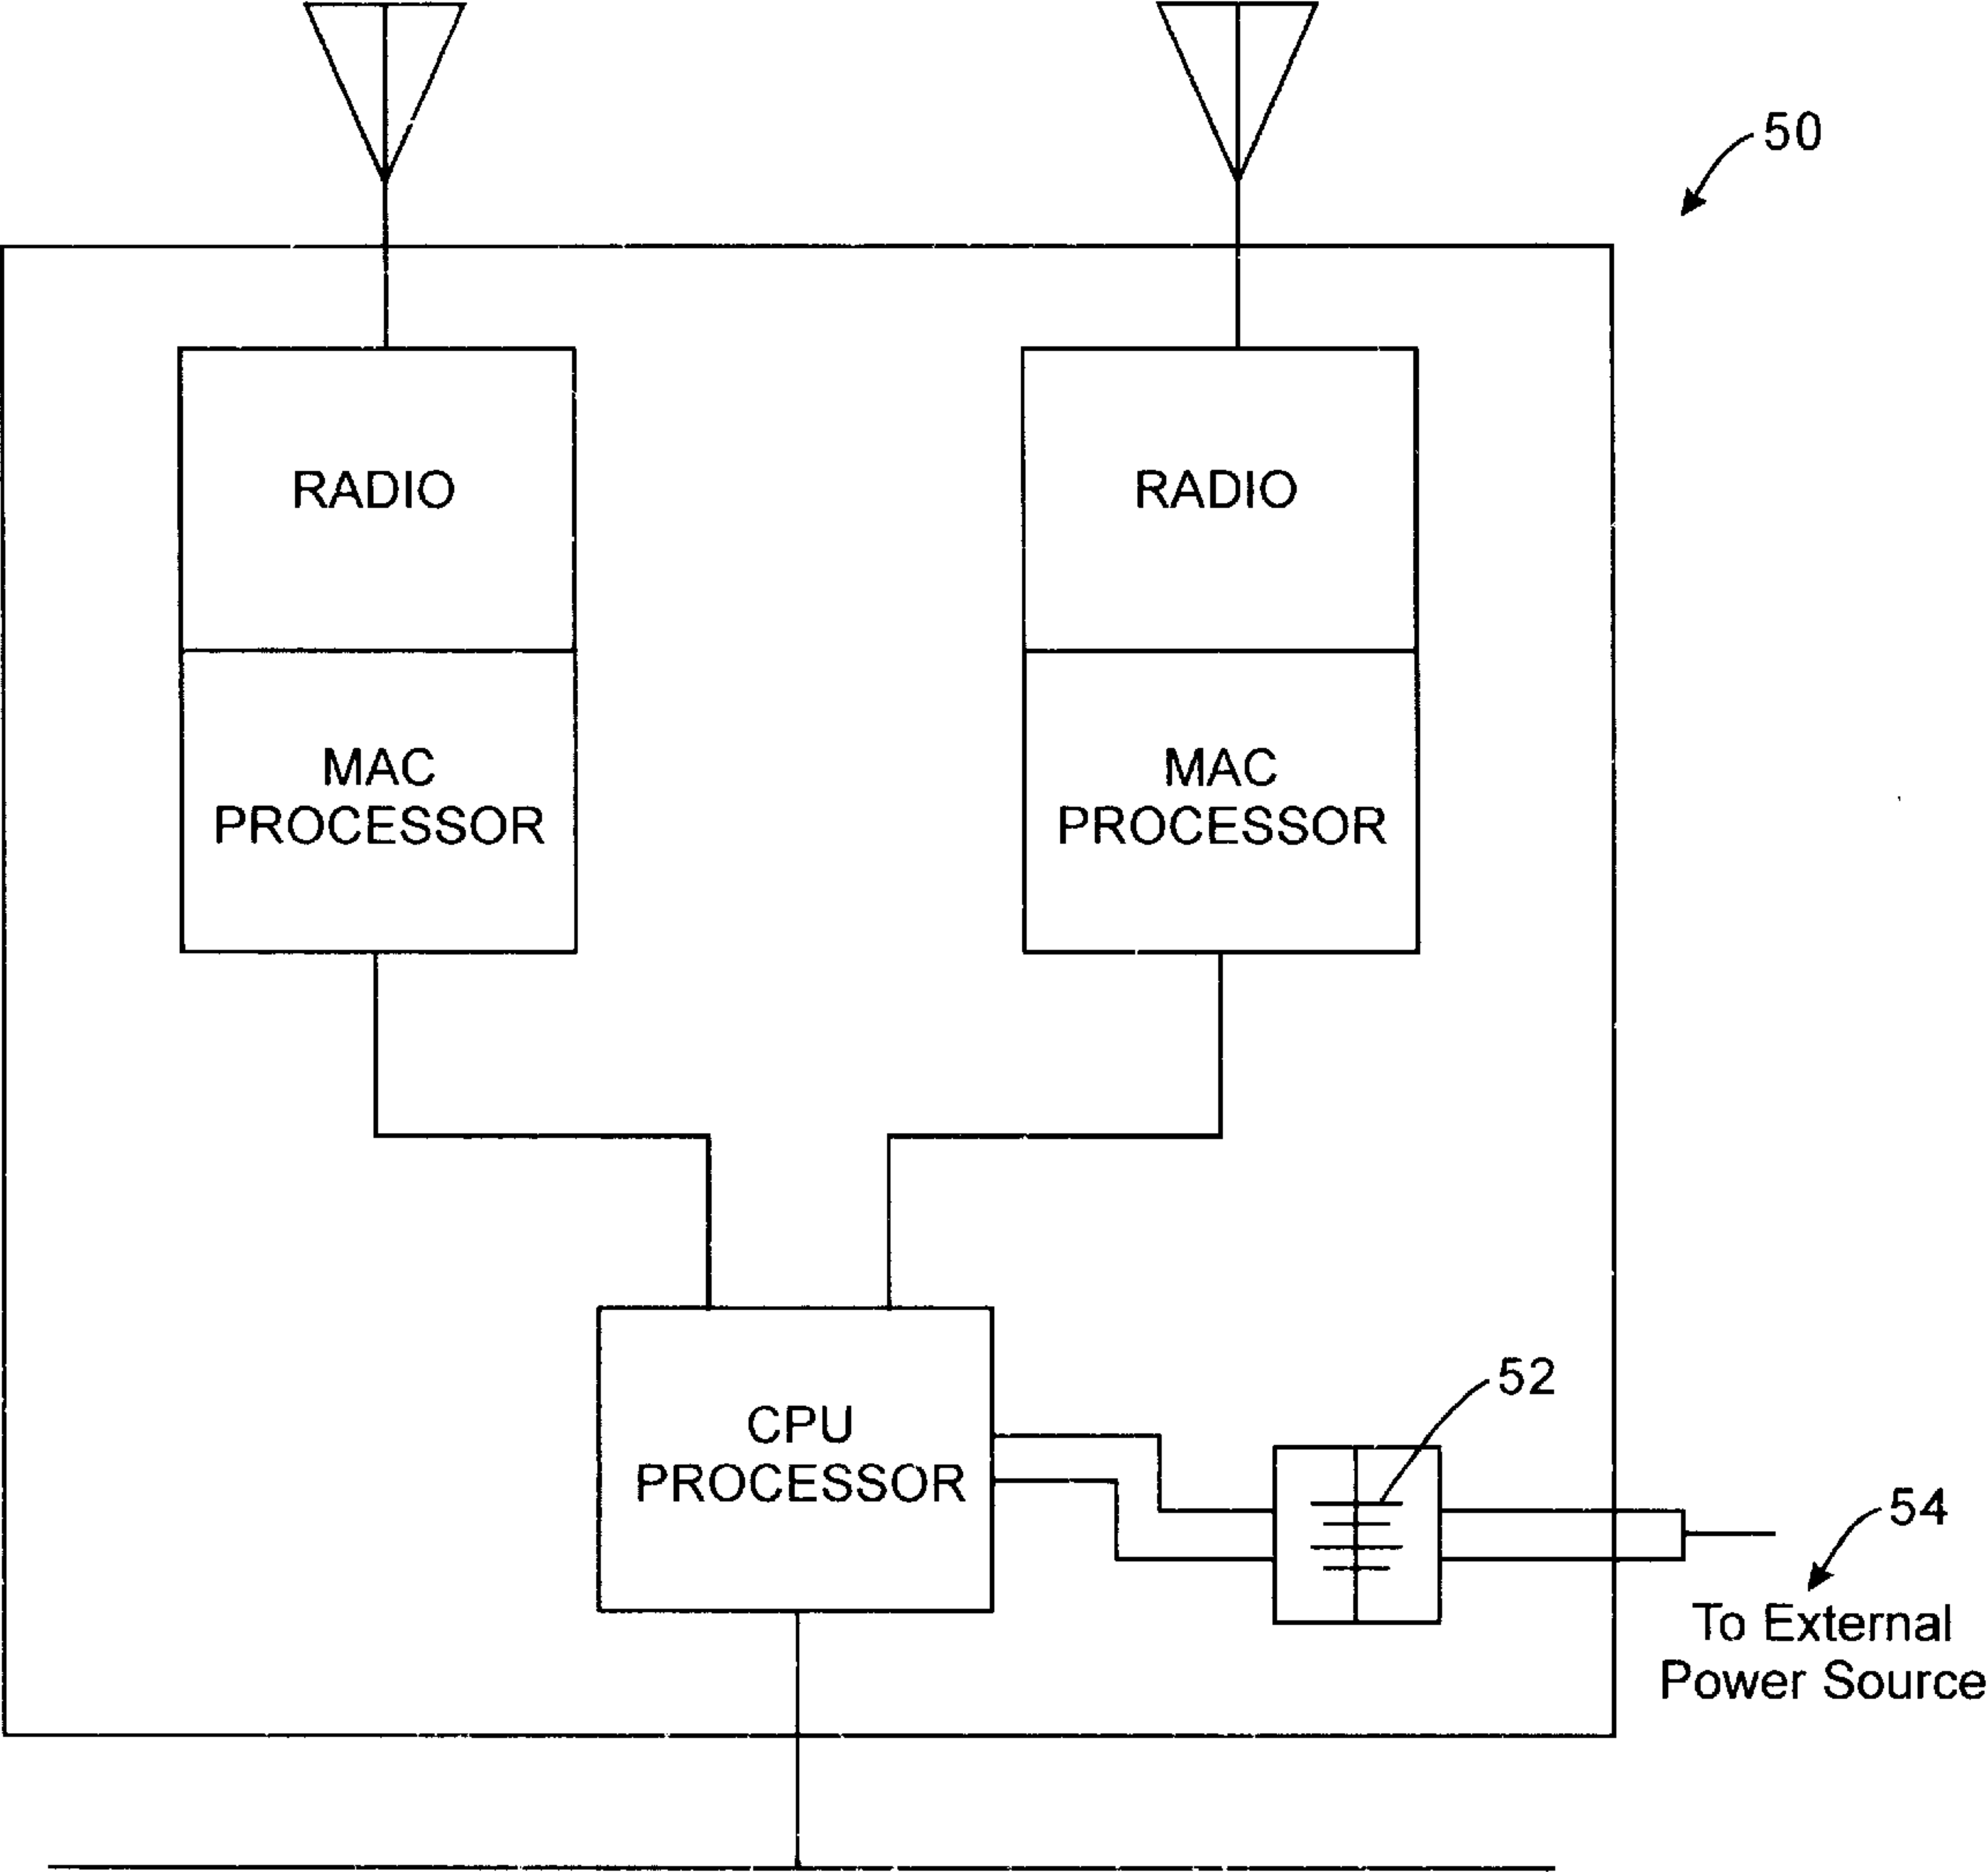 50
RADIO
RADIO
MAC
PROCESSOR
MAC
PROCESSOR
CPU
PROCESSOR
52
54
To External
Power Source